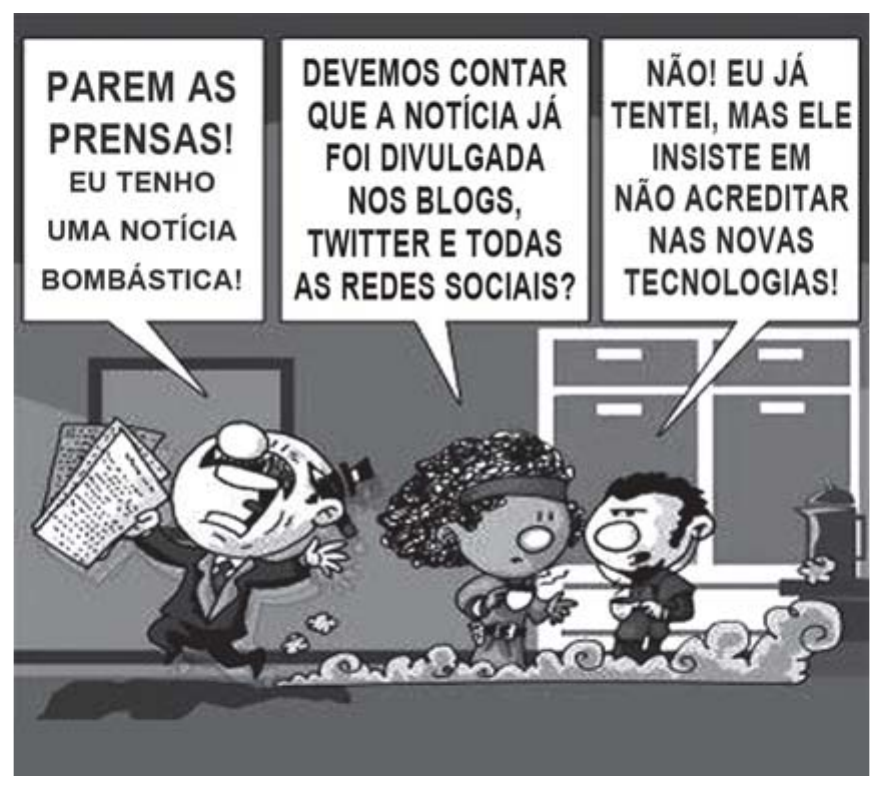 PAREM AS
PRENSAS!
EU TENHO
UMA NOTÍCIA
BOMBÁSTICA!
DEVEMOS CONTAR
QUE A NOTÍCIA JÁ
FOI DIVULGADA
NOS BLOGS,
TWITTER E TODAS
AS REDES SOCIAIS?
NÃO! EU JÁ
TENTEI, MAS ELE
INSISTE EM
NÃO ACREDITAR
NAS NOVAS
TECNOLOGIAS!